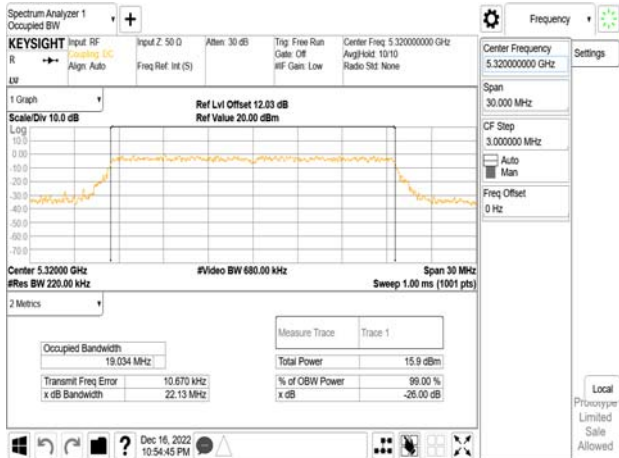 Spectrum Analyzer 1
Occupied BW
+
Frequency
KEYSIGHT
R
LXI
Input: RF
Coupling: DC
Align: Auto
Input Z: 50 Ω
Freq Ref: Int (S)
Atten: 30 dB
Trig: Free Run
Gate: Off
#IF Gain: Low
Center Freq: 5.320000000 GHz
Avg|Hold: 10/10
Radio Std: None
Center Frequency
5.320000000 GHz
Settings
Span
30.000 MHz
CF Step
3.000000 MHz
Auto
Man
Freq Offset
0 Hz
1 Graph
Scale/Div 10.0 dB
Ref Lvl Offset 12.03 dB
Ref Value 20.00 dBm
Log
10.0
0.00
-10.0
-20.0
-30.0
-40.0
-50.0
-60.0
-70.0
Center 5.32000 GHz
#Res BW 220.00 kHz
#Video BW 680.00 kHz
Span 30 MHz
Sweep 1.00 ms (1001 pts)
2 Metrics
Measure Trace
Trace 1
Occupied Bandwidth
19.034 MHz
Total Power
15.9 dBm
Transmit Freq Error
10.670 kHz
% of OBW Power
99.00 %
x dB Bandwidth
22.13 MHz
x dB
-26.00 dB
Local
Prototype
Limited
Sale
Allowed
?
Dec 16, 2022
10:54:45 PM